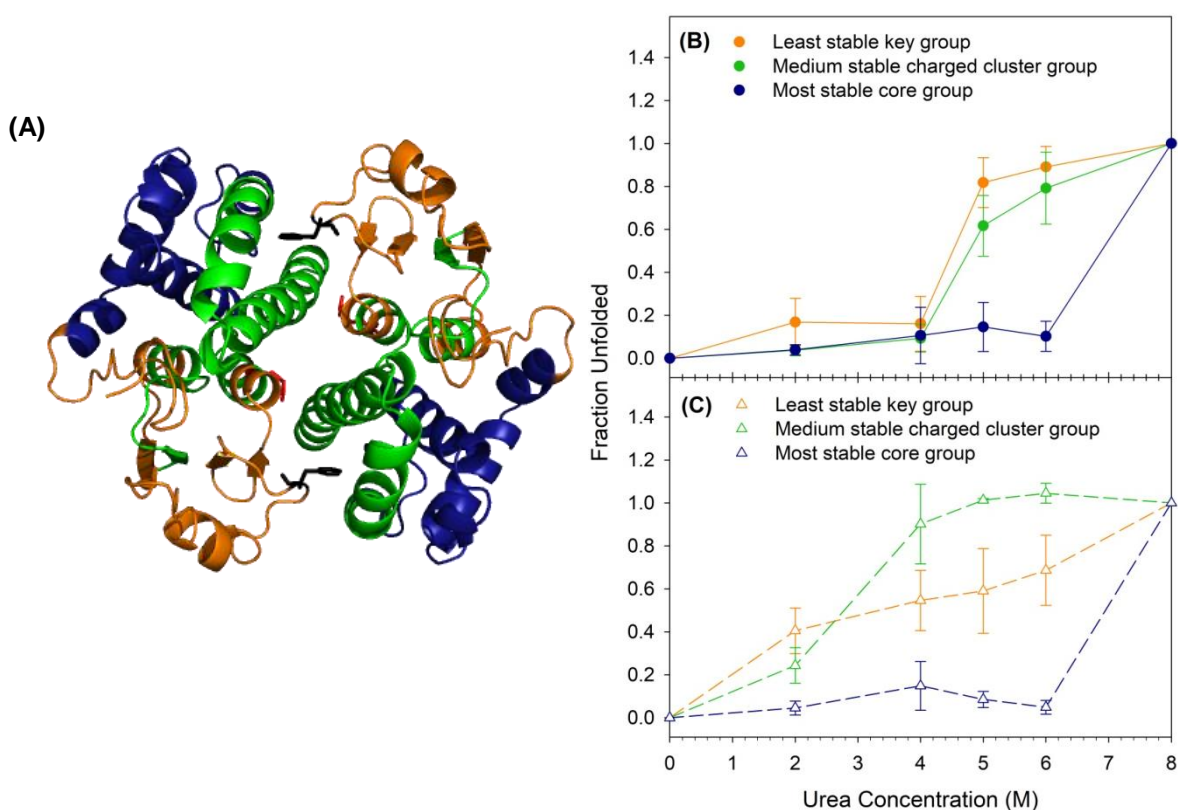 (A)
(B)
Least stable key group
Medium stable charged cluster group
Most stable core group
1.4
1.2
1.0
0.8
0.6
0.4
0.2
0.0
Fraction Unfolded
(C)
Least stable key group
Medium stable charged cluster group
Most stable core group
1.4
1.2
1.0
0.8
0.6
0.4
0.2
0.0
0 2 4 5 6 8
Urea Concentration (M)